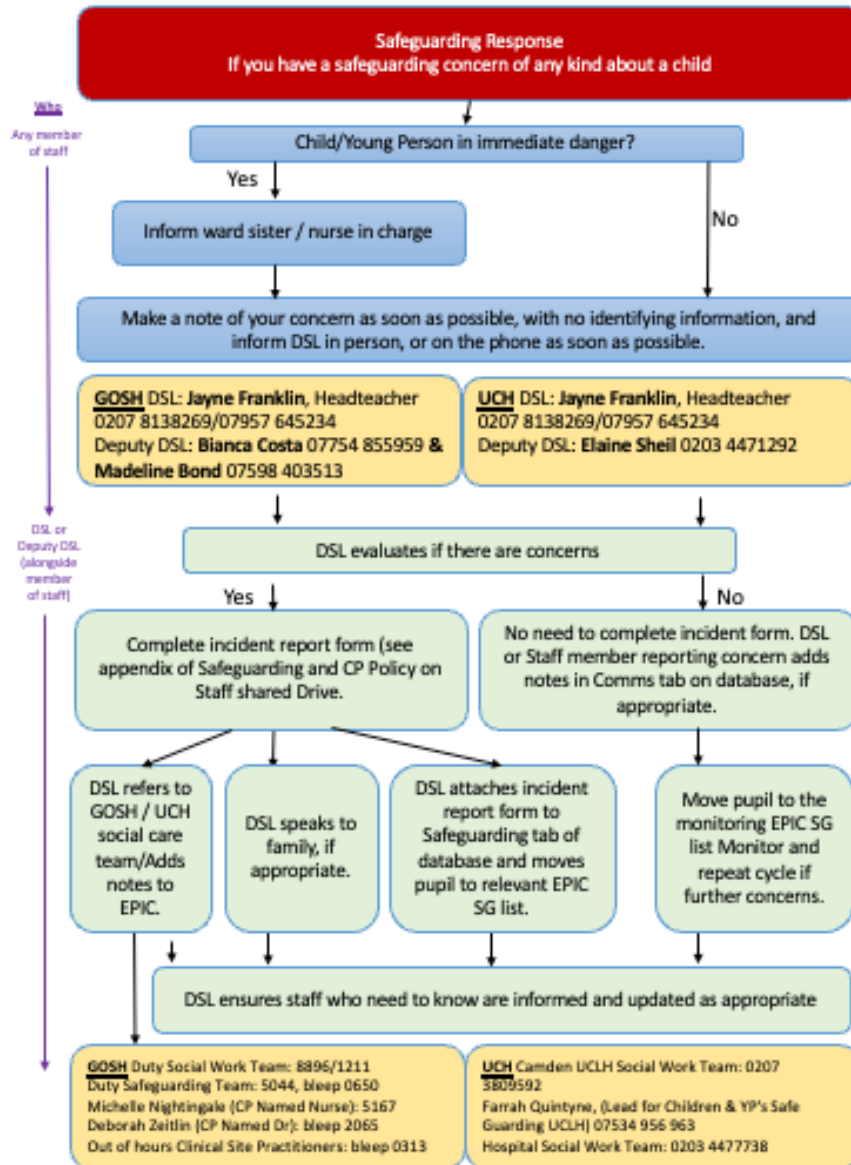 Safeguarding Response
If you have a safeguarding concern of any kind about a child
Who
Any member
of staff
Child/Young Person in immediate danger?
Yes
No
Inform ward sister / nurse in charge
Make a note of your concern as soon as possible, with no identifying information, and
inform DSL in person, or on the phone as soon as possible.
GOSH DSL: Jayne Franklin, Headteacher
0207 8138269/07957 645234
Deputy DSL: Bianca Costa 07754 855959 &
Madeline Bond 07598 403513
UCH DSL: Jayne Franklin, Headteacher
0207 8138269/07957 645234
Deputy DSL: Elaine Sheil 0203 4471292
DSL or
Deputy DSL
(alongside
member
of staff)
DSL evaluates if there are concerns
Yes
No
Complete incident report form (see
appendix of Safeguarding and CP Policy on
Staff shared Drive.
No need to complete incident form. DSL
or Staff member reporting concern adds
notes in Comms tab on database, if
appropriate.
DSL refers to
GOSH / UCH
social care
team/Adds
notes to
EPIC.
DSL speaks to
family, if
appropriate.
DSL attaches incident
report form to
Safeguarding tab of
database and moves
pupil to relevant EPIC
SG list.
Move pupil to the
monitoring EPIC SG
list Monitor and
repeat cycle if
further concerns.
DSL ensures staff who need to know are informed and updated as appropriate
GOSH Duty Social Work Team: 8896/1211
Duty Safeguarding Team: 5044, bleep 0650
Michelle Nightingale (CP Named Nurse): 5167
Deborah Zeitlin (CP Named Dr): bleep 2065
Out of hours Clinical Site Practitioners: bleep 0313
UCH Camden UCLH Social Work Team: 0207
3809592
Farrah Quintyne, (Lead for Children & YP's Safe
Guarding UCLH) 07534 956 963
Hospital Social Work Team: 0203 4477738